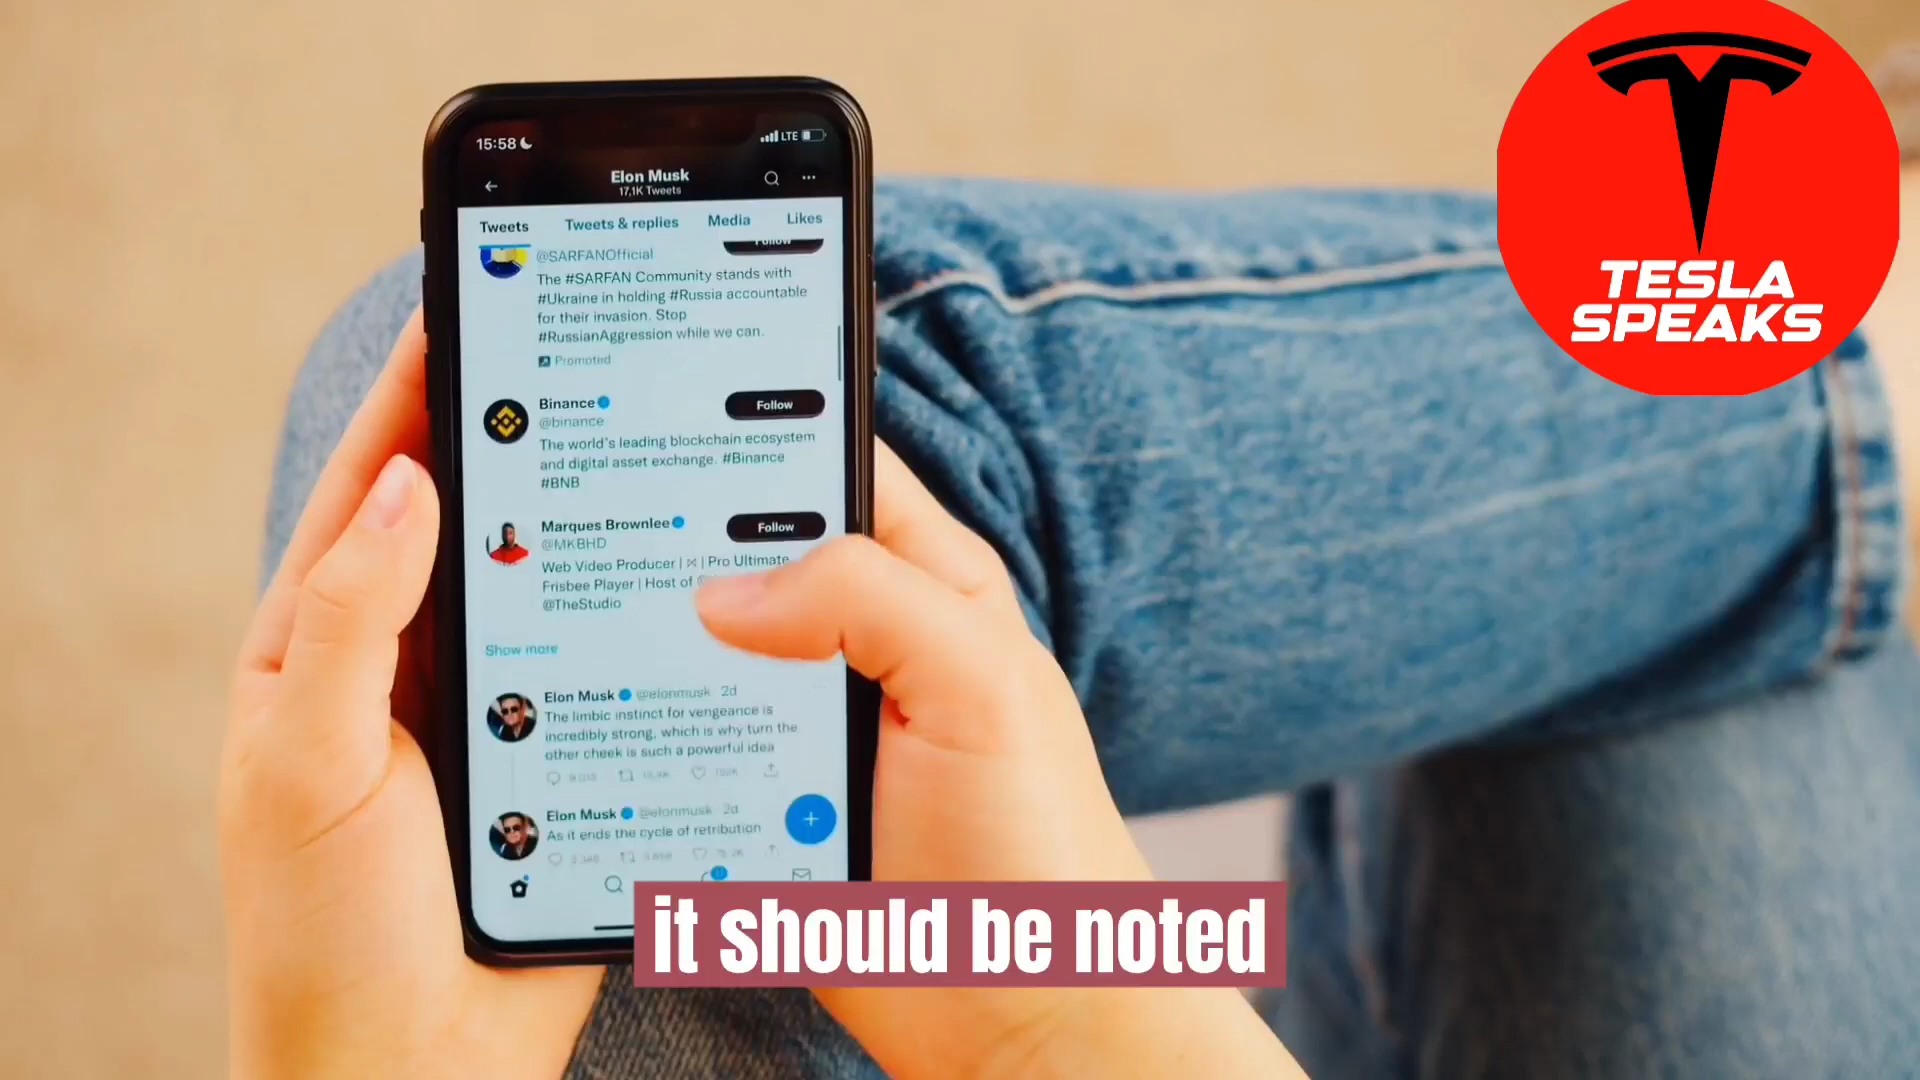 15:58
LTE
Elon Musk
17,1K Tweets
Tweets
Tweets & replies
Media
Likes
@SARFANOfficial
Follow
The #SARFAN Community stands with
#Ukraine in holding #Russia accountable
for their invasion. Stop
#RussianAggression while we can.
Promoted
Binance
Follow
@binance
The world's leading blockchain ecosystem
and digital asset exchange. #Binance
#BNB
Marques Brownlee
Follow
@MKBHD
Web Video Producer | | Pro Ultimate
Frisbee Player | Host of
@TheStudio
Show more
Elon Musk @elonmusk 2d
The limbic instinct for vengeance is
incredibly strong, which is why turn the
other cheek is such a powerful idea
Elon Musk @elonmusk 2d
As it ends the cycle of retribution
TESLA
SPEAKS
it should be noted